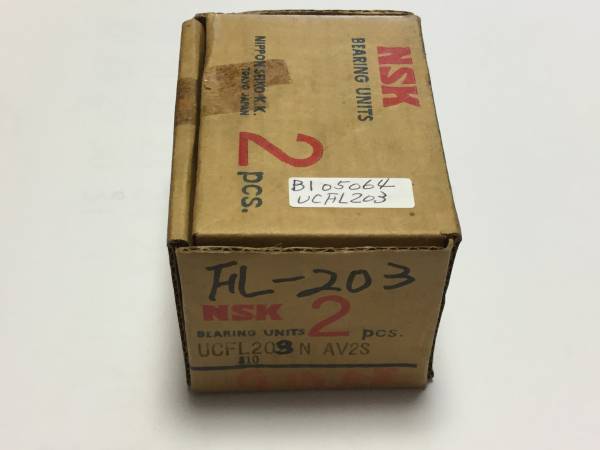 NSK
BEARING UNITS
2 pcs.
NIPPON SEIKO K.K.
TOKYO JAPAN
B105064
UCFL203
FL-203
NSK 2
BEARING UNITS pcs.
UCFL203 N AV2S